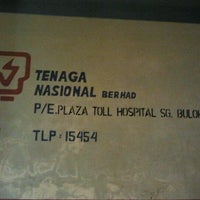 TENAGA
NASIONAL BERHAD
P/E.PLAZA TOLL HOSPITAL SG. BULOH
TLP : 15454